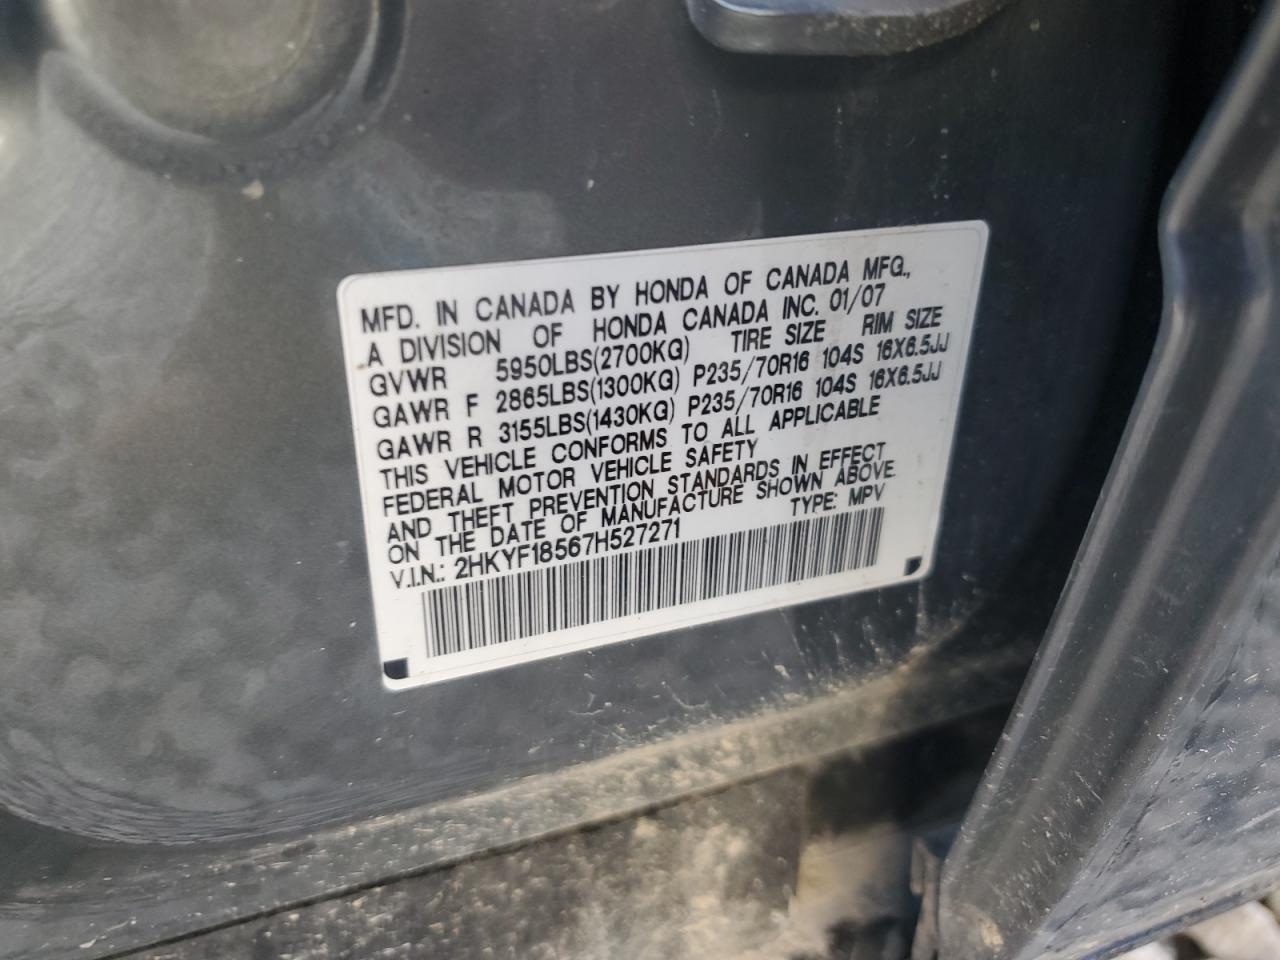 MFD. IN CANADA BY HONDA OF CANADA MFG.,
A DIVISION OF HONDA CANADA INC. 01/07
GVWR 5950LBS(2700KG) TIRE SIZE RIM SIZE
GAWR F 2865LBS(1300KG) P235/70R16 104S 16X6.5JJ
GAWR R 3155LBS(1430KG) P235/70R16 104S 16X6.5JJ
THIS VEHICLE CONFORMS TO ALL APPLICABLE
FEDERAL MOTOR VEHICLE SAFETY
AND THEFT PREVENTION STANDARDS IN EFFECT
ON THE DATE OF MANUFACTURE SHOWN ABOVE.
V.I.N.: 2HKYF18567H527271 TYPE: MPV